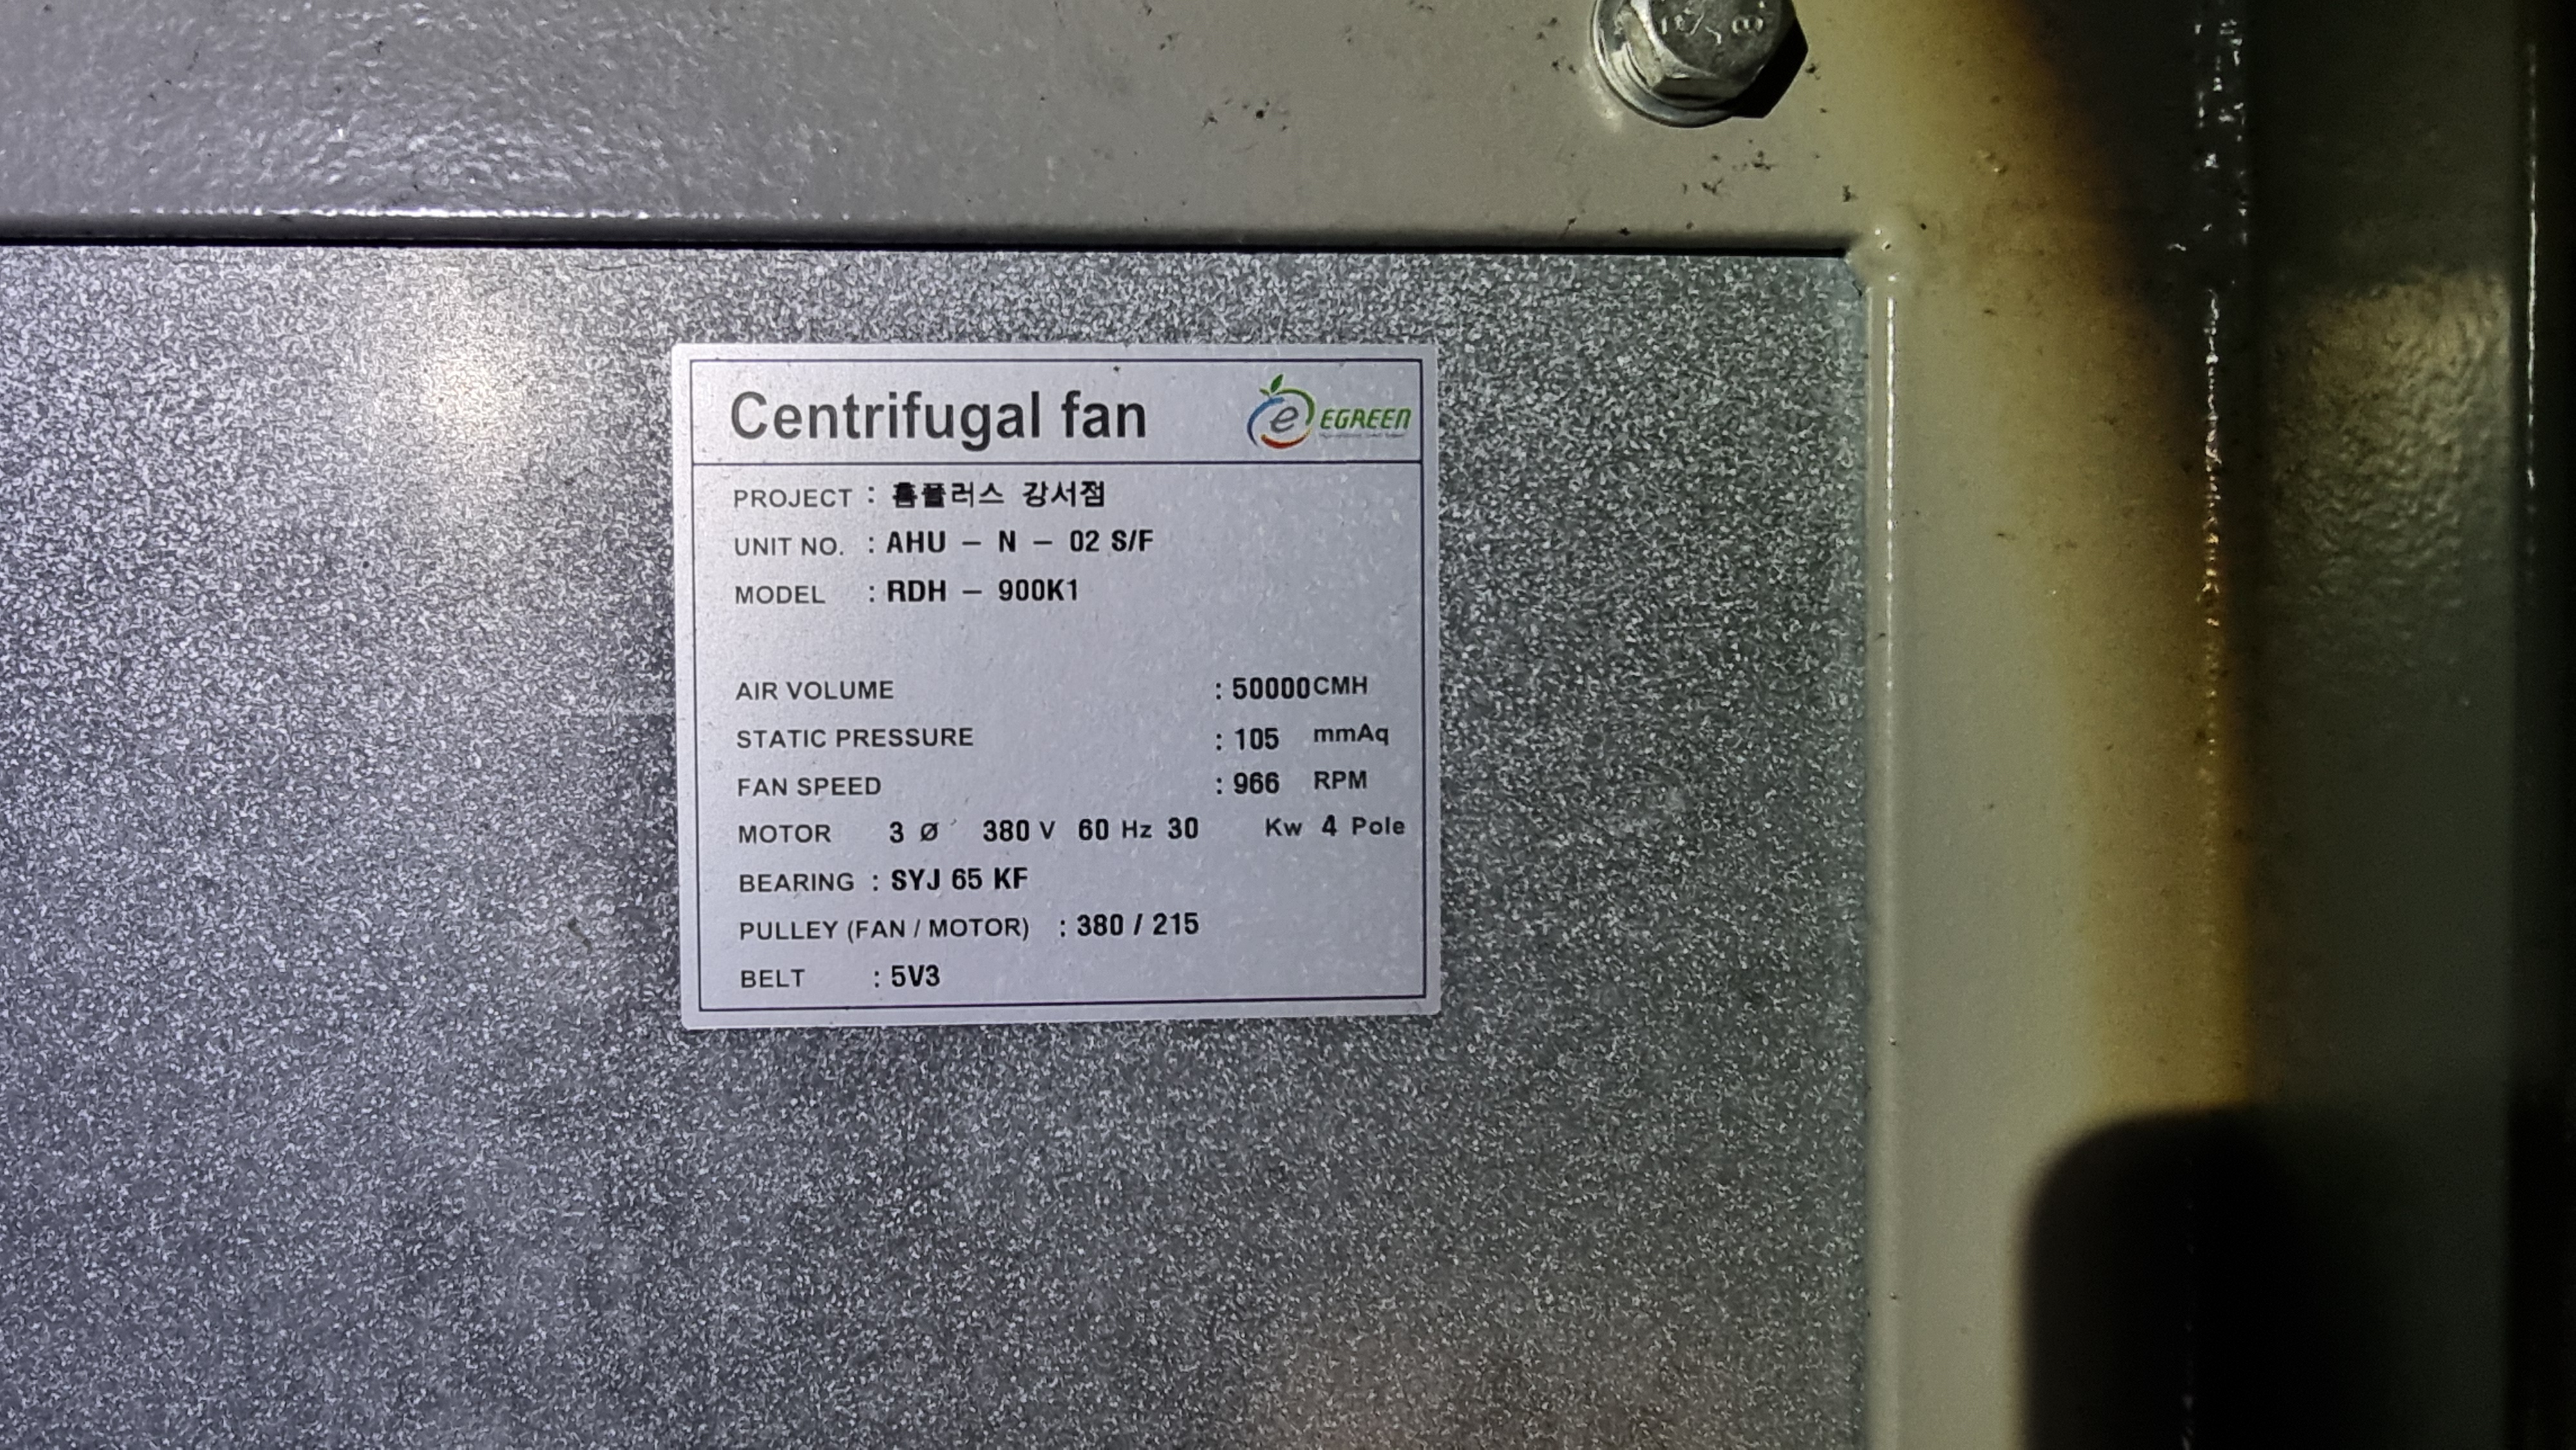 Centrifugal fan
e EGREEN
PROJECT : 홈플러스 강서점
UNIT NO. : AHU – N – 02 S/F
MODEL : RDH – 900K1
AIR VOLUME : 50000 CMH
STATIC PRESSURE : 105 mmAq
FAN SPEED : 966 RPM
MOTOR 3 Ø 380 V 60 Hz 30 Kw 4 Pole
BEARING : SYJ 65 KF
PULLEY (FAN / MOTOR) : 380 / 215
BELT : 5V3